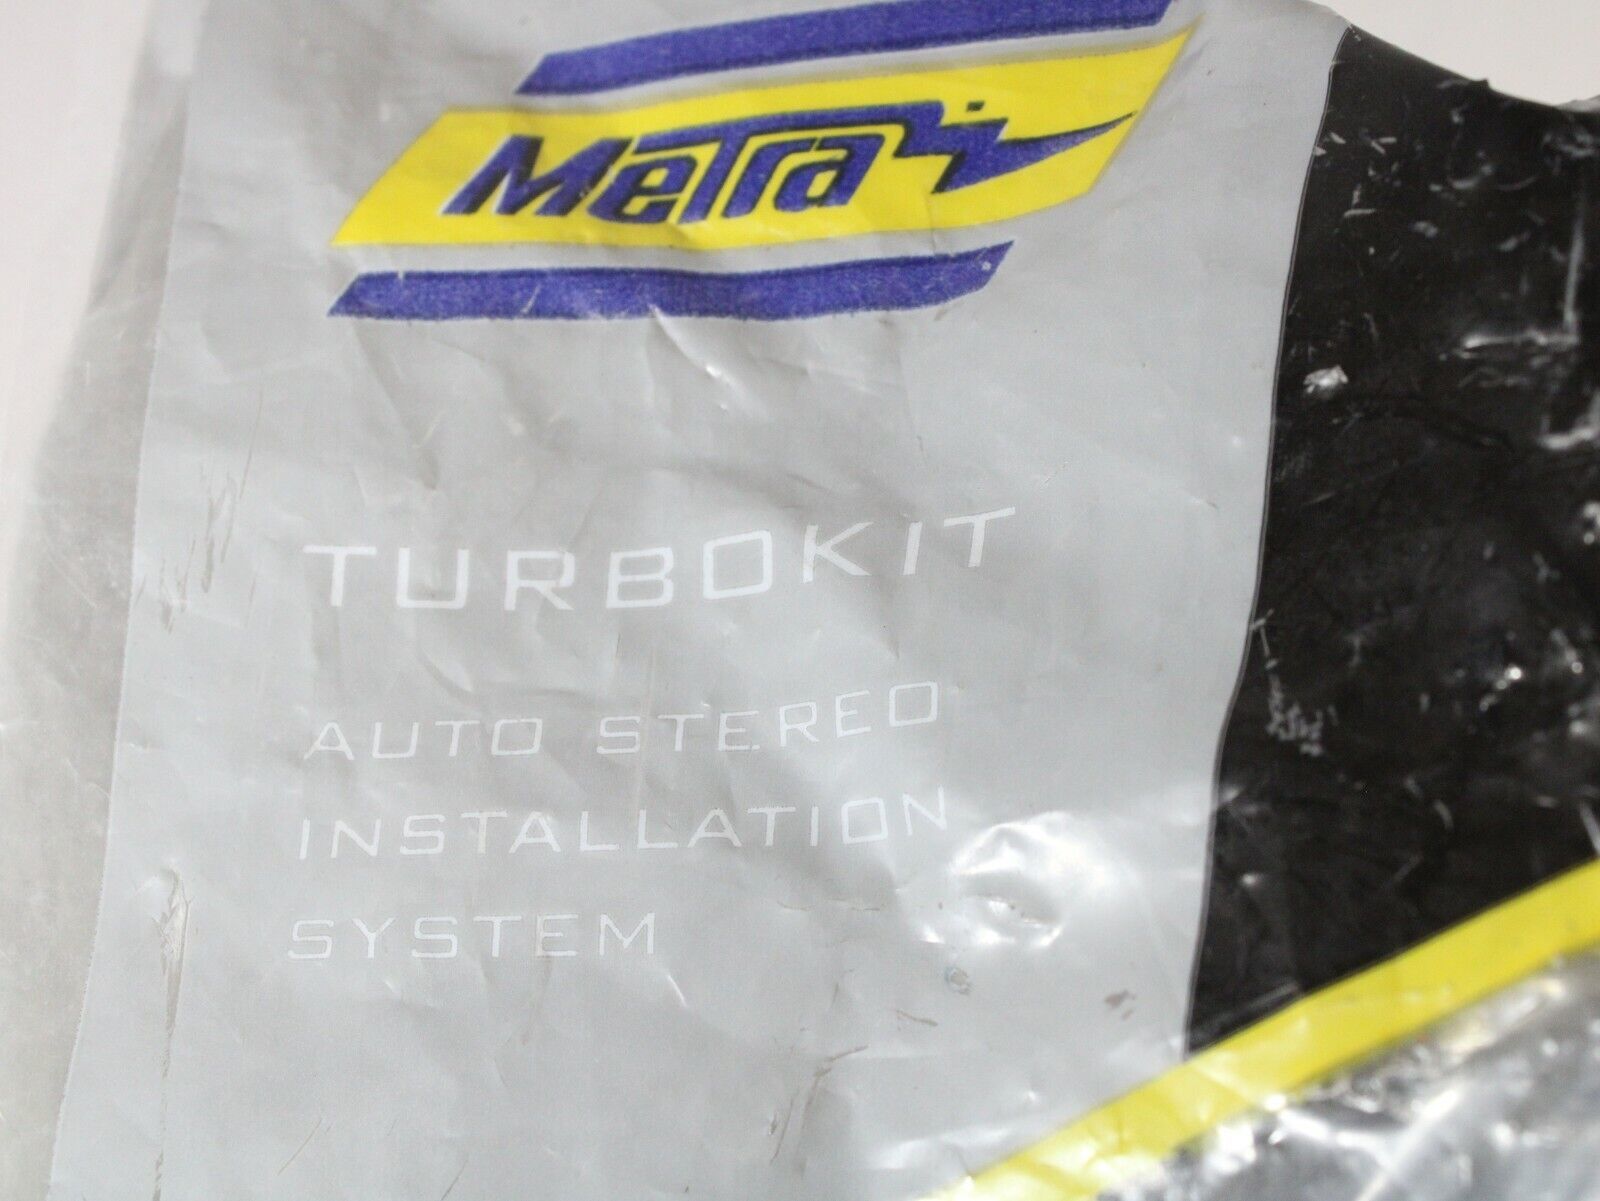 Metra
TURBOKIT
AUTO STEREO
INSTALLATION
SYSTEM